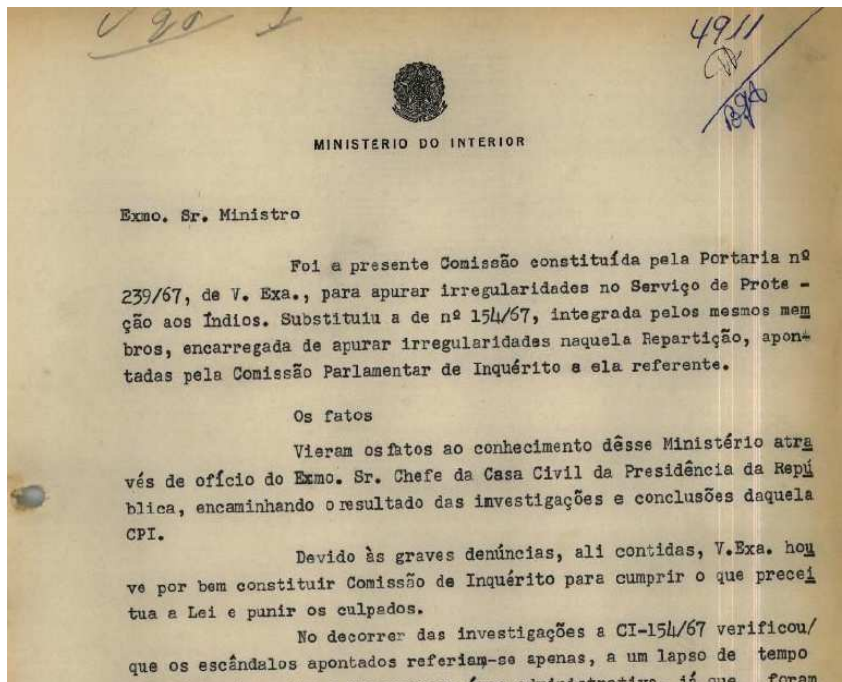 4911
MINISTÉRIO DO INTERIOR
Exmo. Sr. Ministro
Foi a presente Comissão constituída pela Portaria nº
239/67, de V. Exa., para apurar irregularidades no Serviço de Prote -
ção aos Índios. Substituiu a de nº 154/67, integrada pelos mesmos mem
bros, encarregada de apurar irregularidades naquela Repartição, apon-
tadas pela Comissão Parlamentar de Inquérito a ela referente.
Os fatos
Vieram os fatos ao conhecimento dêsse Ministério atra
vés de ofício do Exmo. Sr. Chefe da Casa Civil da Presidência da Repú
blica, encaminhando o resultado das investigações e conclusões daquela
CPI.
Devido às graves denúncias, ali contidas, V.Exa. hou
ve por bem constituir Comissão de Inquérito para cumprir o que precei
tua a Lei e punir os culpados.
No decorrer das investigações a CI-154/67 verificou/
que os escândalos apontados referiam-se apenas, a um lapso de tempo
já que foram